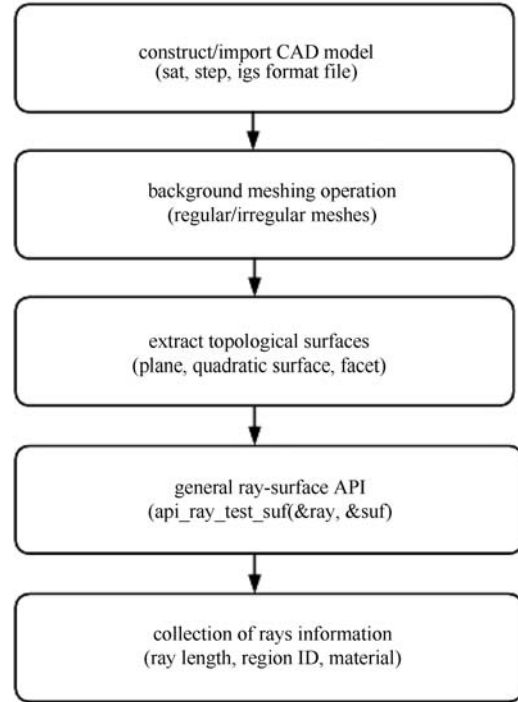 construct/import CAD model
(sat, step, igs format file)
background meshing operation
(regular/irregular meshes)
extract topological surfaces
(plane, quadratic surface, facet)
general ray-surface API
(api_ray_test_suf(&ray, &suf)
collection of rays information
(ray length, region ID, material)